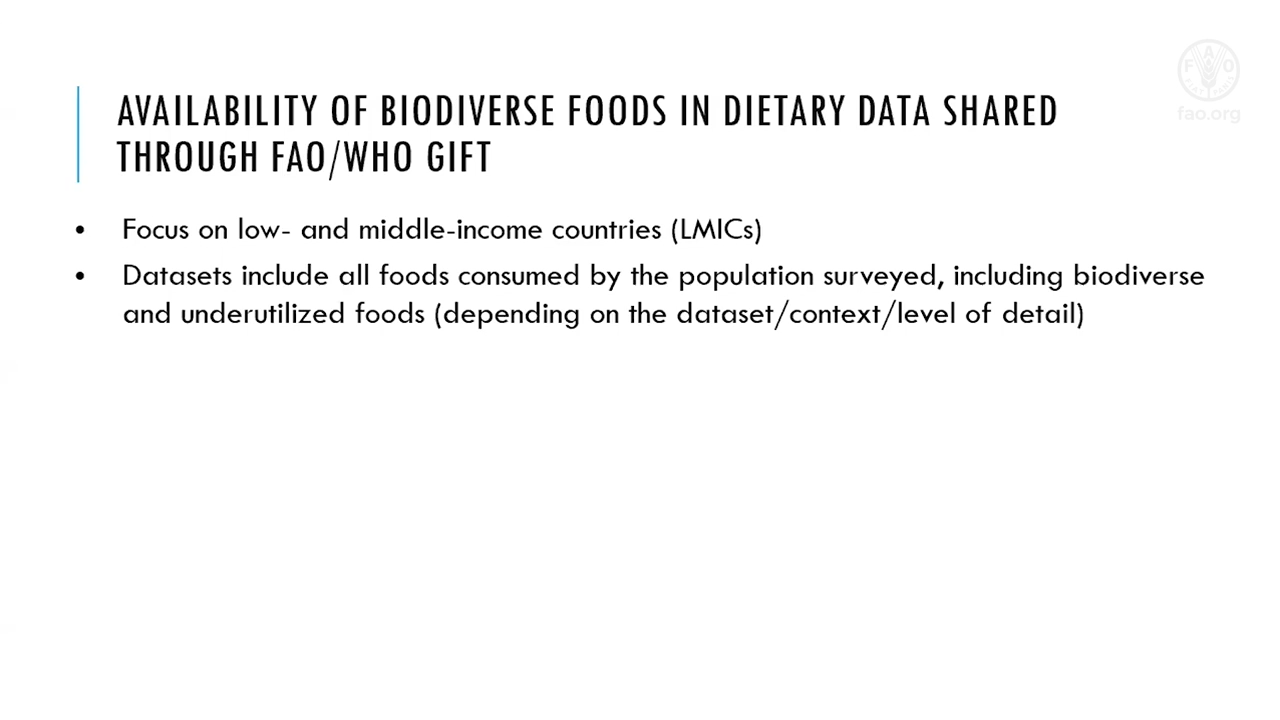 AVAILABILITY OF BIODIVERSE FOODS IN DIETARY DATA SHARED
THROUGH FAO/WHO GIFT
• Focus on low- and middle-income countries (LMICs)
• Datasets include all foods consumed by the population surveyed, including biodiverse
and underutilized foods (depending on the dataset/context/level of detail)
F A O
fao.org